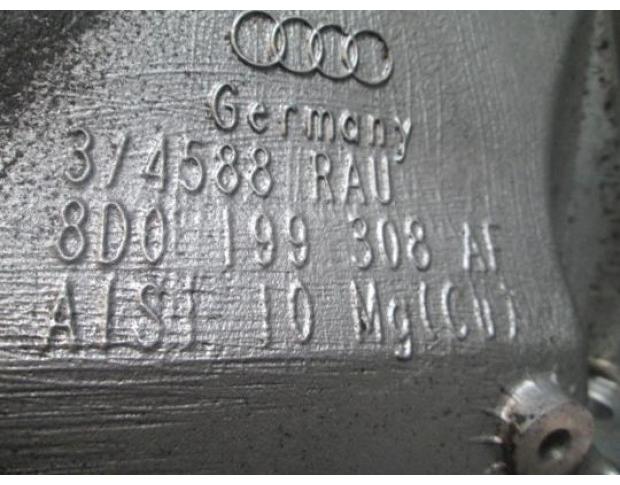 Germany
3/4588 RAU
8D0 199 308 AF
AlSi 10 Mg(Cu)